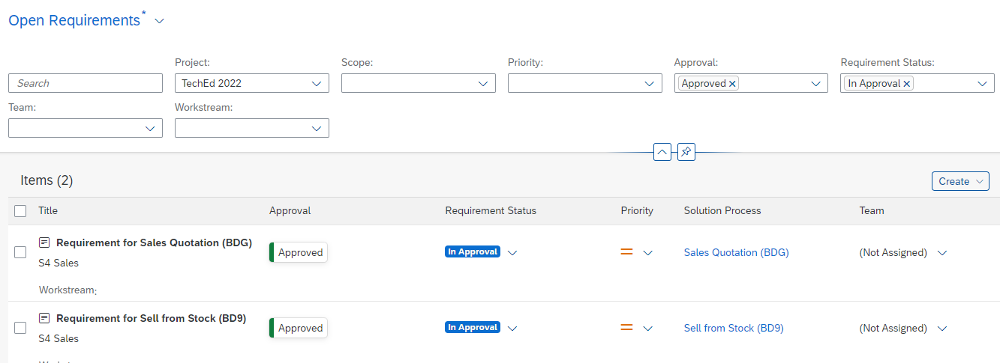 Open Requirements*
Project: Scope: Priority: Approval: Requirement Status:
Search TechEd 2022 Approved In Approval
Team: Workstream:
Items (2) Create
Title Approval Requirement Status Priority Solution Process Team
Requirement for Sales Quotation (BDG) Approved In Approval Sales Quotation (BDG) (Not Assigned)
S4 Sales
Workstream:
Requirement for Sell from Stock (BD9) Approved In Approval Sell from Stock (BD9) (Not Assigned)
S4 Sales